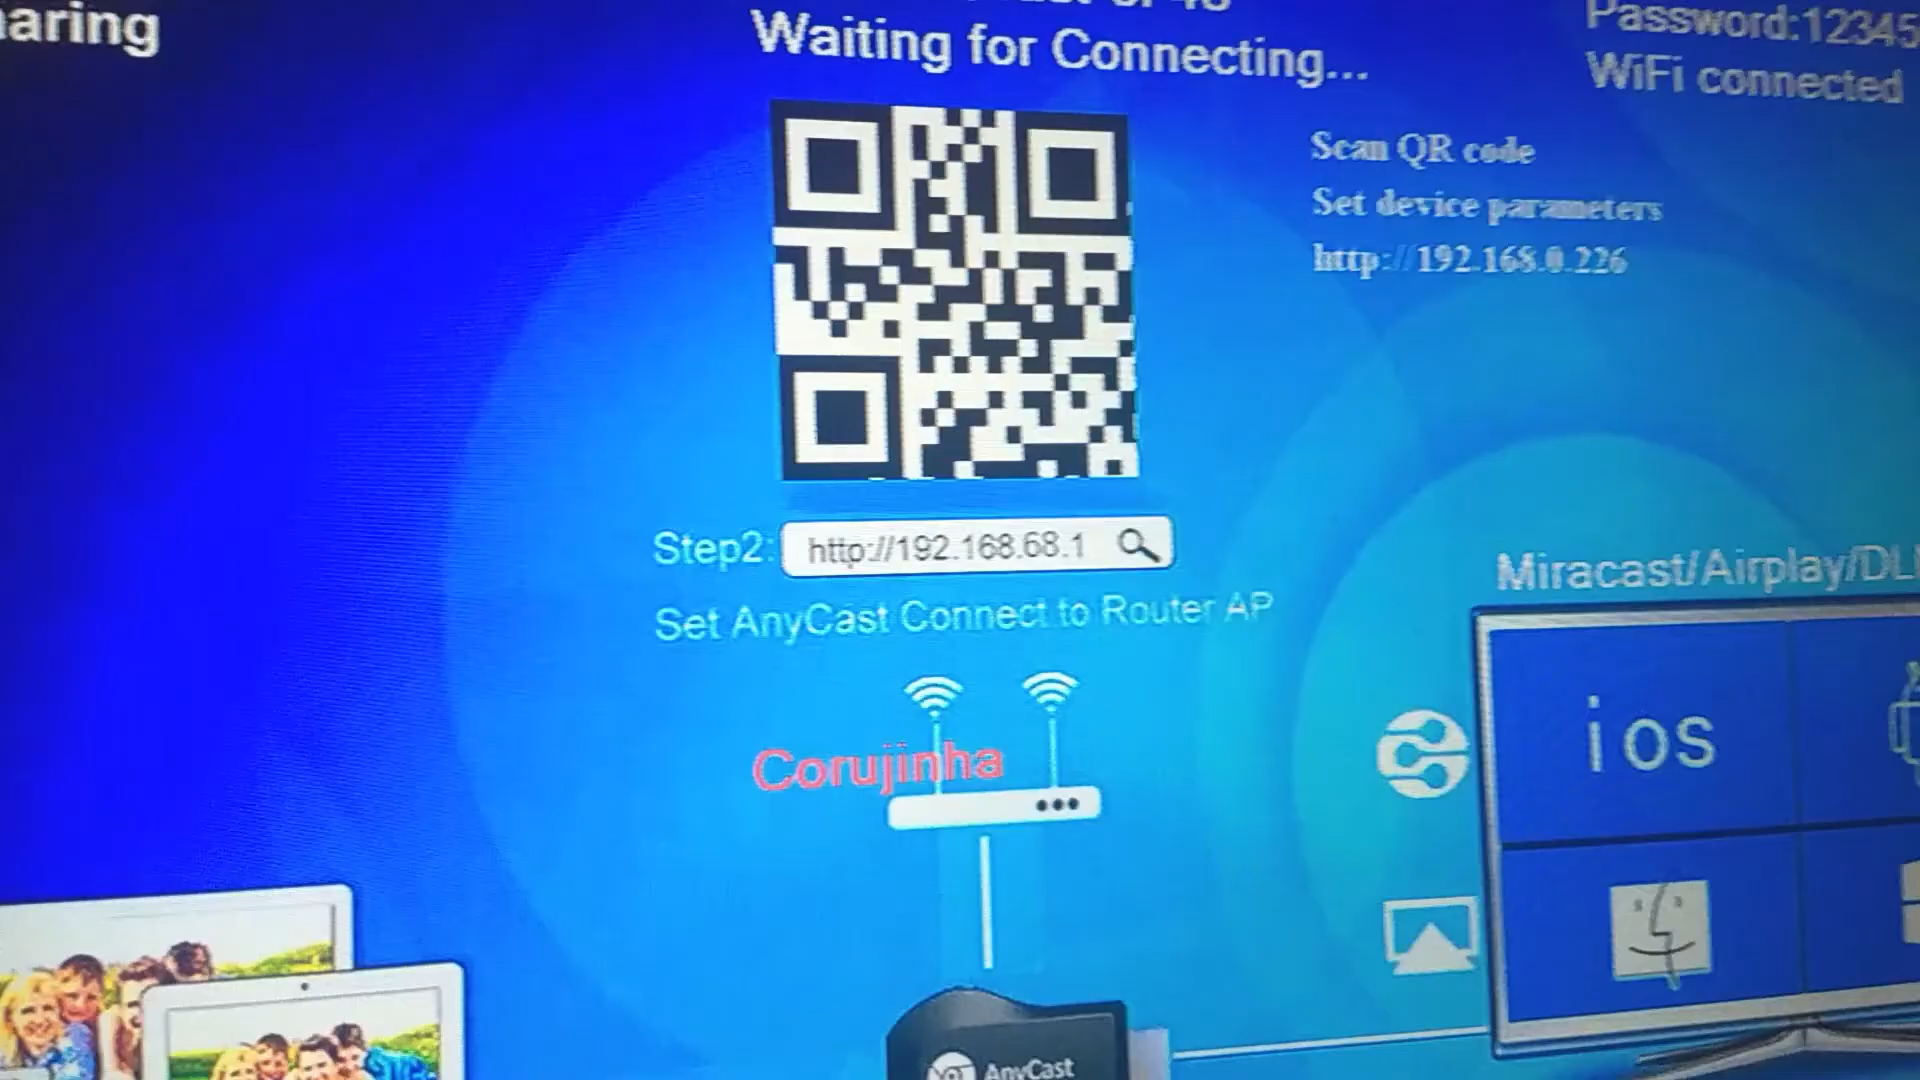 Waiting for Connecting...
Password:12345
WiFi connected
Scan QR code
Set device parameters
http://192.168.0.226
Step2: http://192.168.68.1
Set AnyCast Connect to Router AP
Corujinha
Miracast/Airplay/DL
ios
AnyCast